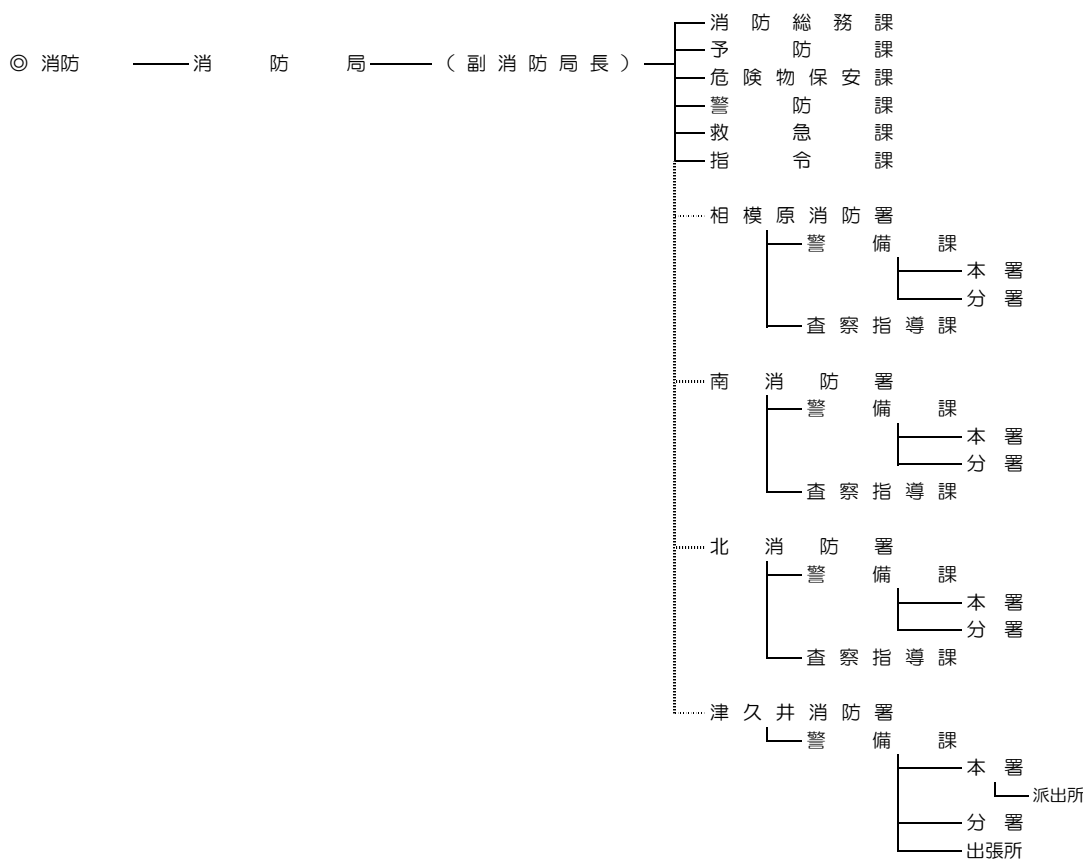 消防総務課
◎ 消防 消防局 (副消防局長) 予防課
危険物保安課
警防課
救急課
指令課
相模原消防署
警備課
本署
分署
査察指導課
南消防署
警備課
本署
分署
査察指導課
北消防署
警備課
本署
分署
査察指導課
津久井消防署
警備課
本署
派出所
分署
出張所